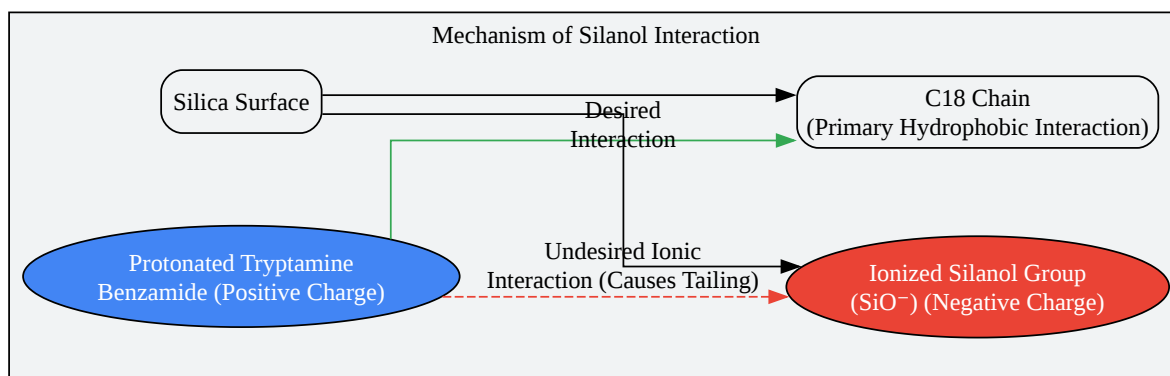 Mechanism of Silanol Interaction
Silica Surface
C18 Chain
(Primary Hydrophobic Interaction)
Desired
Interaction
Protonated Tryptamine
Benzamide (Positive Charge)
Undesired Ionic
Interaction (Causes Tailing)
Ionized Silanol Group
(SiO⁻) (Negative Charge)